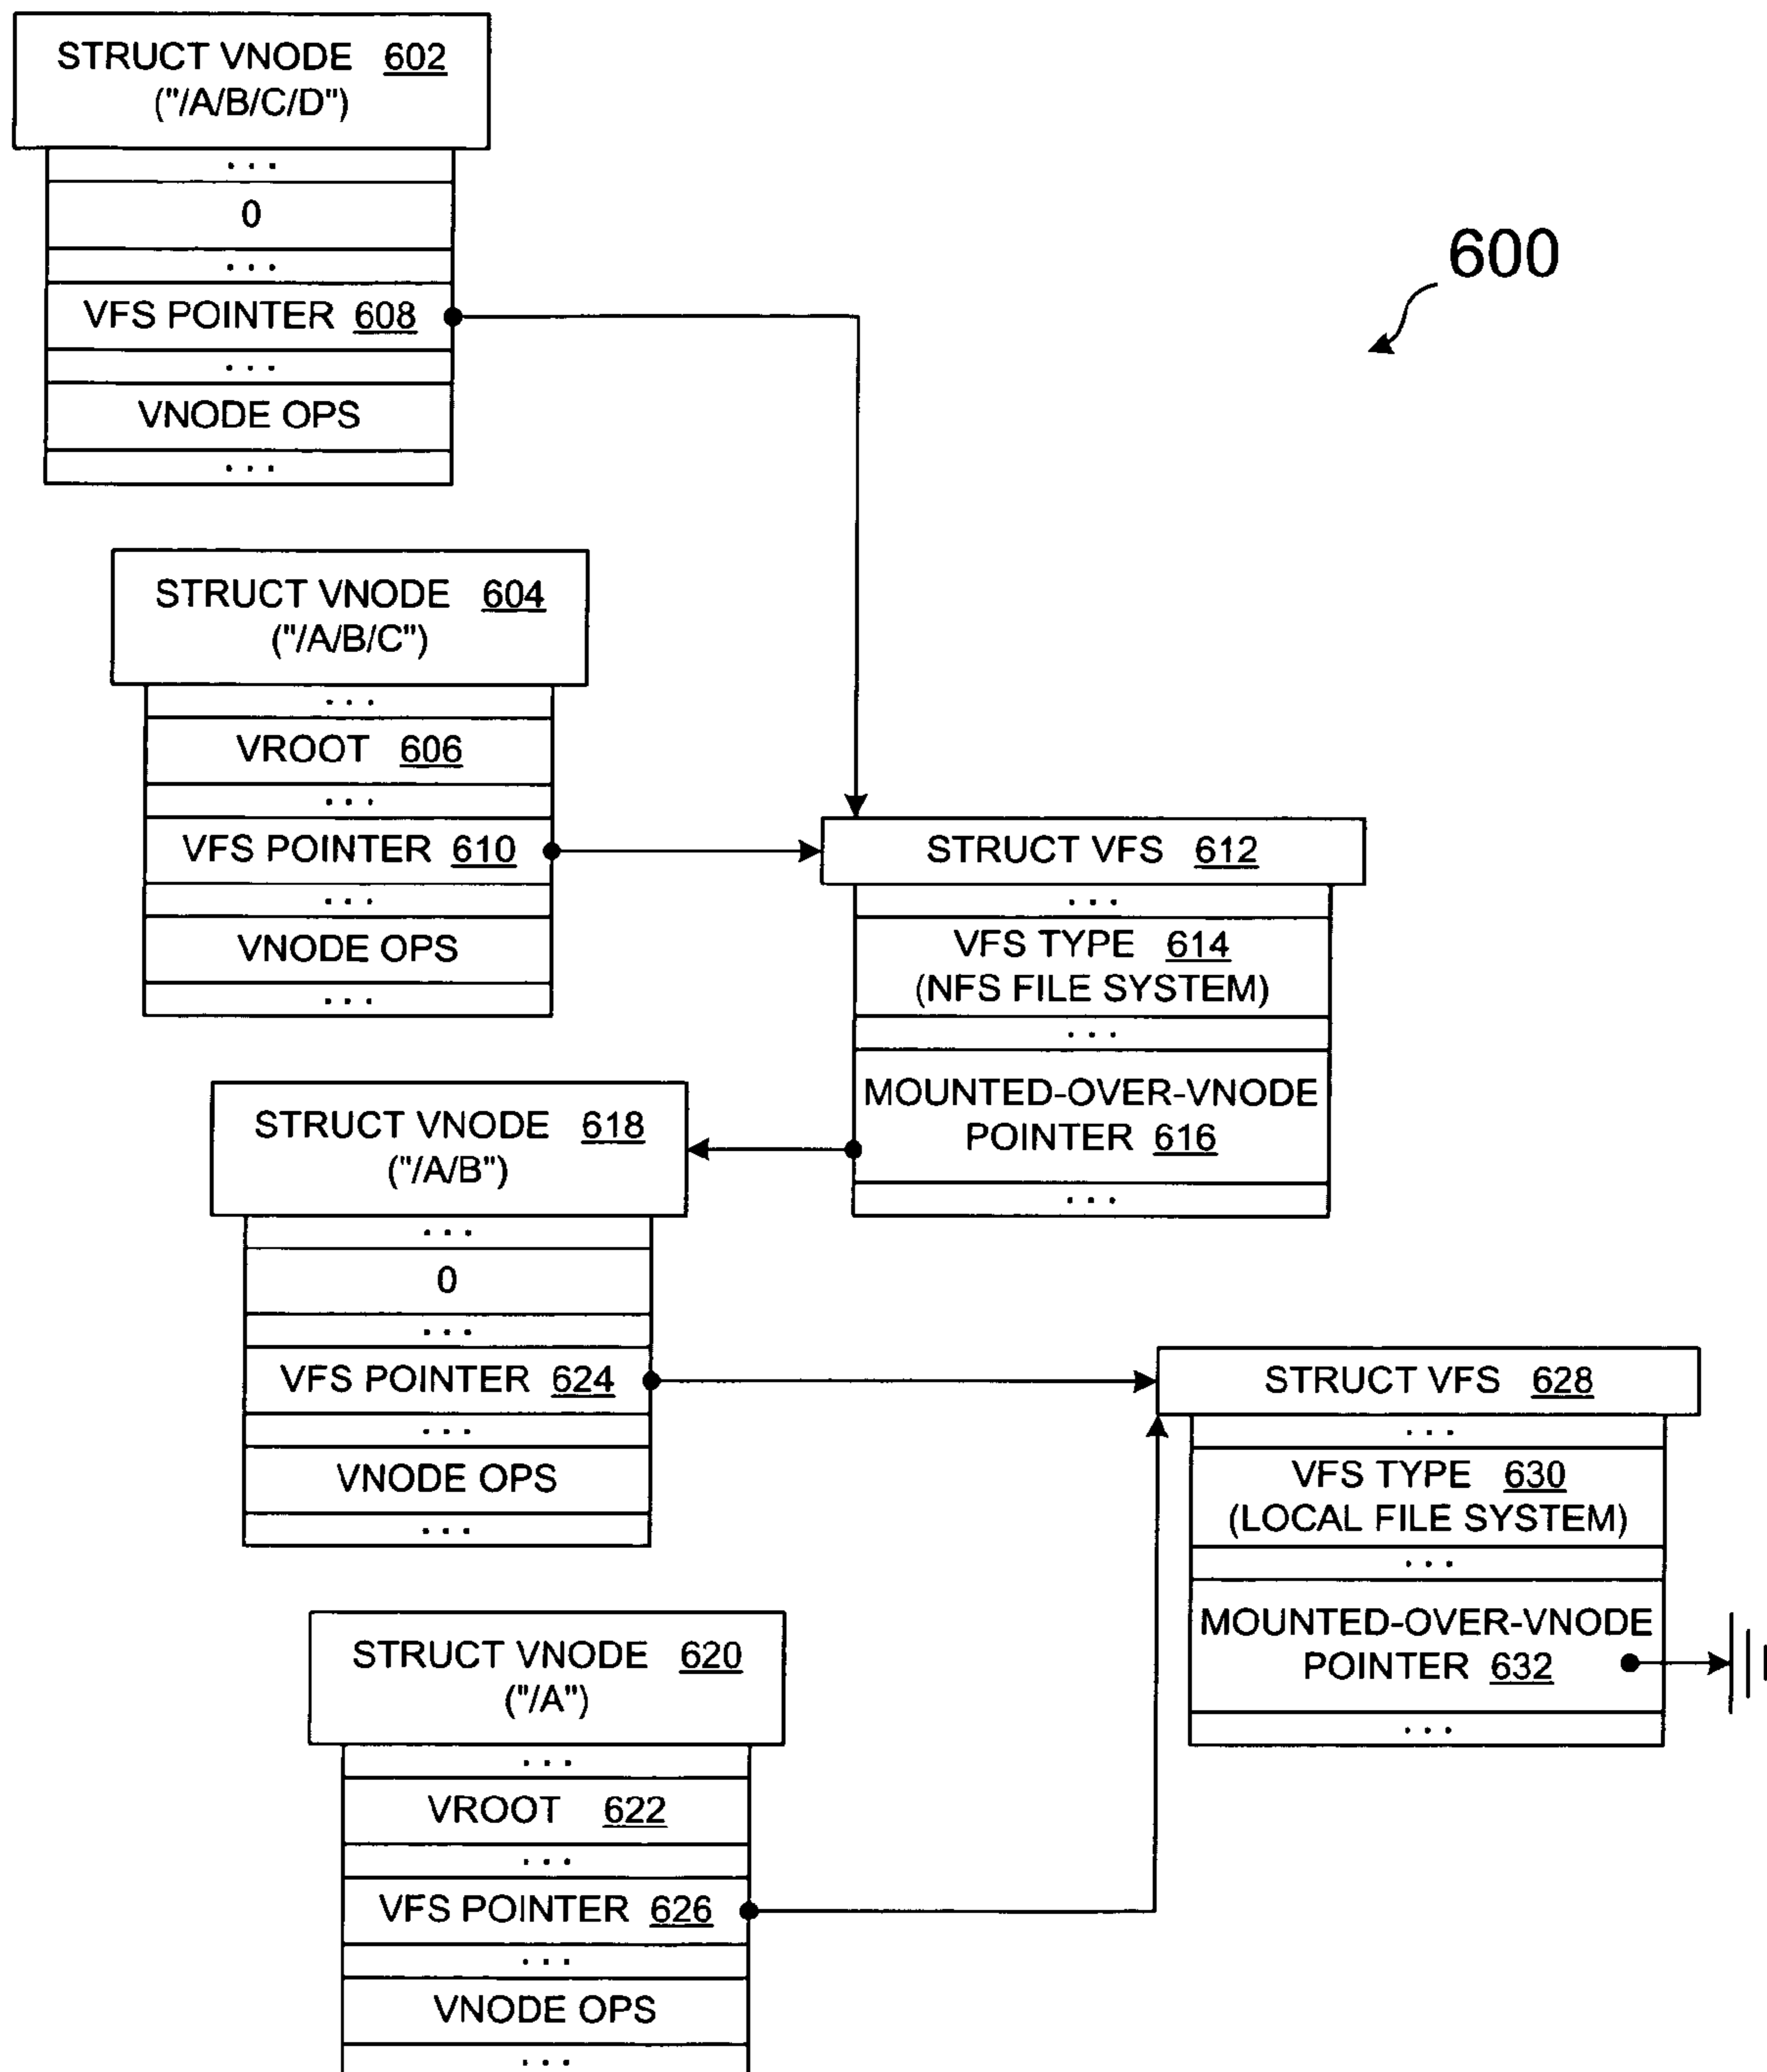 STRUCT VNODE 602
("/A/B/C/D")
. . .
0
. . .
VFS POINTER 608
. . .
VNODE OPS
. . .
600
STRUCT VNODE 604
("/A/B/C")
. . .
VROOT 606
. . .
VFS POINTER 610
. . .
VNODE OPS
. . .
STRUCT VFS 612
. . .
VFS TYPE 614
(NFS FILE SYSTEM)
. . .
MOUNTED-OVER-VNODE
POINTER 616
. . .
STRUCT VNODE 618
("/A/B")
. . .
0
. . .
VFS POINTER 624
. . .
VNODE OPS
. . .
STRUCT VFS 628
. . .
VFS TYPE 630
(LOCAL FILE SYSTEM)
. . .
MOUNTED-OVER-VNODE
POINTER 632
. . .
STRUCT VNODE 620
("/A")
. . .
VROOT 622
. . .
VFS POINTER 626
. . .
VNODE OPS
. . .